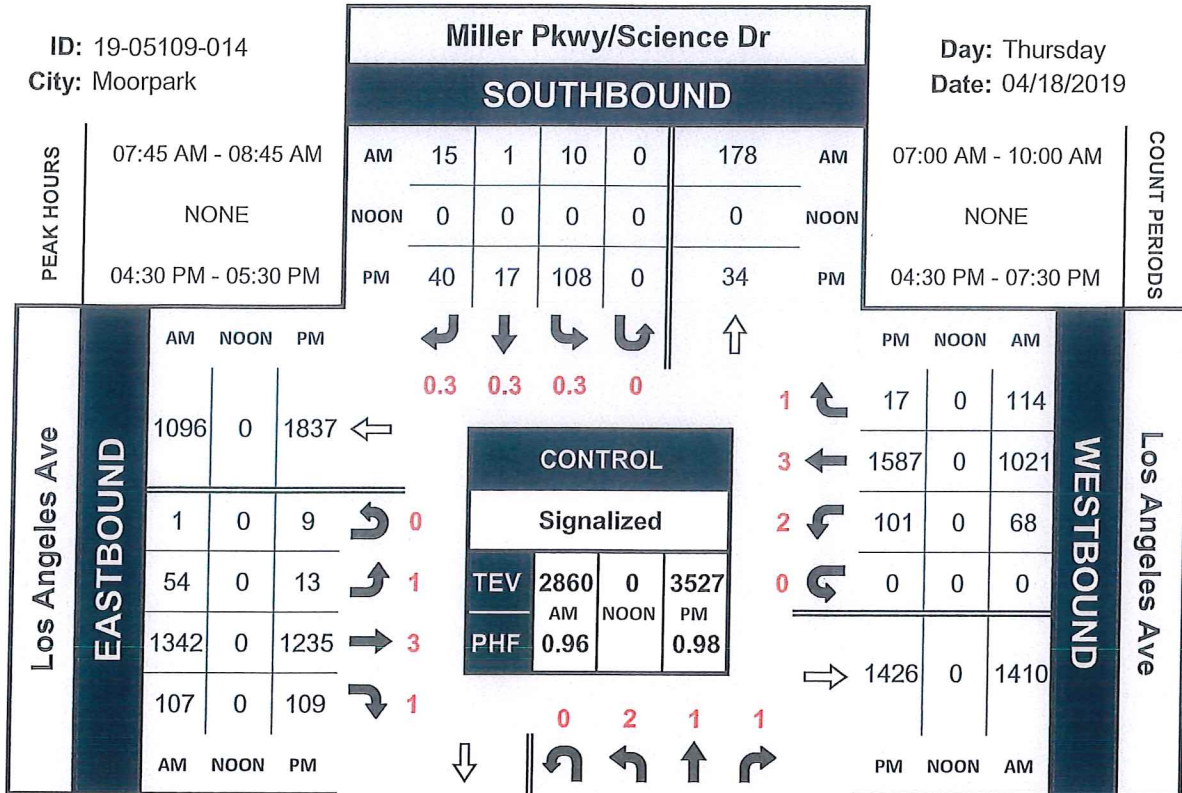 ID: 19-05109-014
City: Moorpark
Miller Pkwy/Science Dr
SOUTHBOUND
Day: Thursday
Date: 04/18/2019
PEAK HOURS
07:45 AM - 08:45 AM
NONE
04:30 PM - 05:30 PM
AM 15 1 10 0 178 AM
NOON 0 0 0 0 0 NOON
PM 40 17 108 0 34 PM
0.3 0.3 0.3 0
07:00 AM - 10:00 AM
NONE
04:30 PM - 07:30 PM
COUNT PERIODS
Los Angeles Ave
EASTBOUND
AM NOON PM
1096 0 1837
1 0 9 0
54 0 13 1
1342 0 1235 3
107 0 109 1
AM NOON PM
CONTROL
Signalized
TEV 2860 0 3527
AM NOON PM
PHF 0.96 0.98
0 2 1 1
PM NOON AM
1 17 0 114
3 1587 0 1021
2 101 0 68
0 0 0 0
1426 0 1410
PM NOON AM
WESTBOUND
Los Angeles Ave